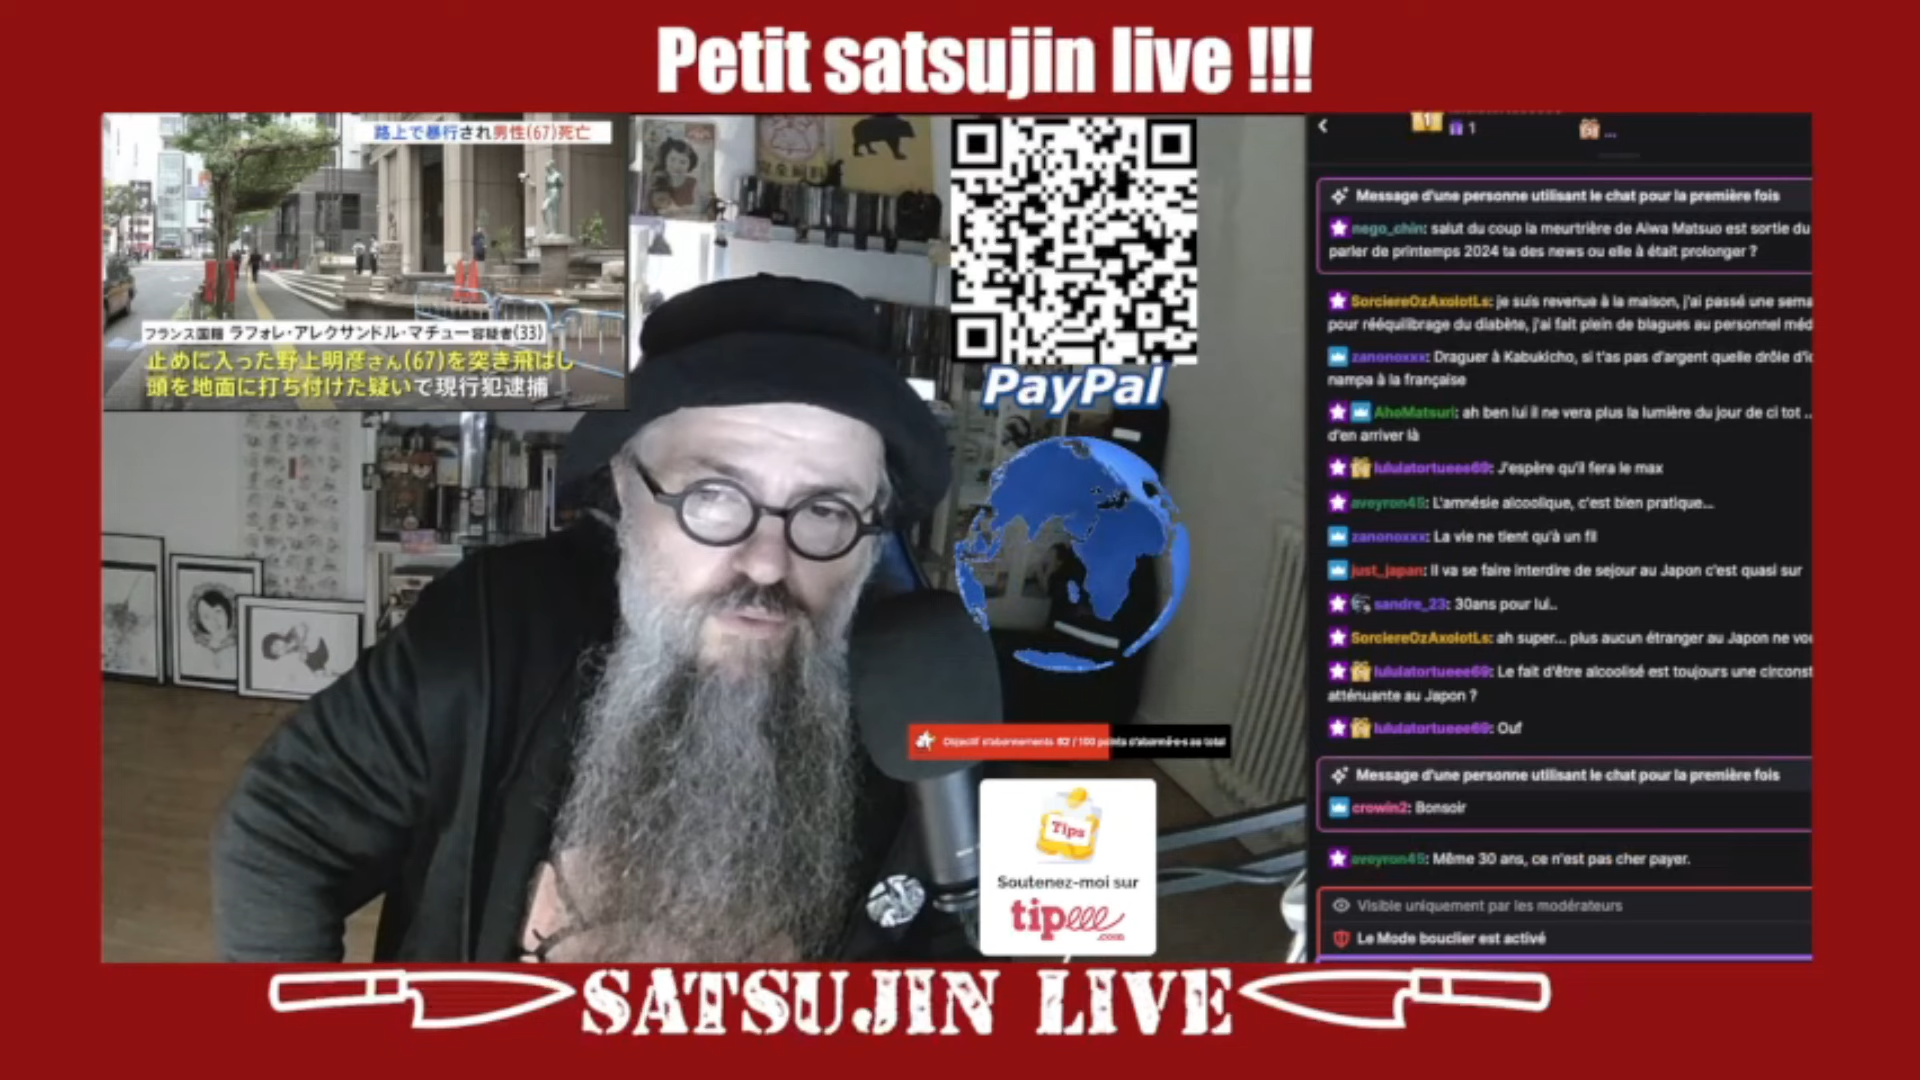 Petit satsujin live !!!
路上で暴行され男性(67)死亡
フランス国籍 ラフォレ・アレクサンドル・マチュー容疑者(33)
止めに入った野上明彦さん(67)を突き飛ばし
頭を地面に打ち付けた疑いで現行犯逮捕
PayPal
Objectif d'abonnements 62 / 100 points d'abonné·e·s au total
Tips
Soutenez-moi sur
tipeee
.com
1
...
Message d'une personne utilisant le chat pour la première fois
nego_chin: salut du coup la meurtrière de Aiwa Matsuo est sortie du
parler de printemps 2024 ta des news ou elle à était prolonger ?
SorciereOzAxolotLs: je suis revenue à la maison, j'ai passé une sema
pour rééquilibrage du diabète, j'ai fait plein de blagues au personnel méd
zanonoxxx: Draguer à Kabukicho, si t'as pas d'argent quelle drôle d'i
nampa à la française
AhoMatsuri: ah ben lui il ne vera plus la lumière du jour de ci tot ..
d'en arriver là
lululatortueee69: J'espère qu'il fera le max
aveyron45: L'amnésie alcoolique, c'est bien pratique...
zanonoxxx: La vie ne tient qu'à un fil
just_japan: Il va se faire interdire de sejour au Japon c'est quasi sur
sandre_23: 30ans pour lui..
SorciereOzAxolotLs: ah super... plus aucun étranger au Japon ne vo
lululatortueee69: Le fait d'être alcoolisé est toujours une circonst
atténuante au Japon ?
lululatortueee69: Ouf
Message d'une personne utilisant le chat pour la première fois
crowin2: Bonsoir
aveyron45: Même 30 ans, ce n'est pas cher payer.
Visible uniquement par les modérateurs
Le Mode bouclier est activé
SATSUJIN LIVE